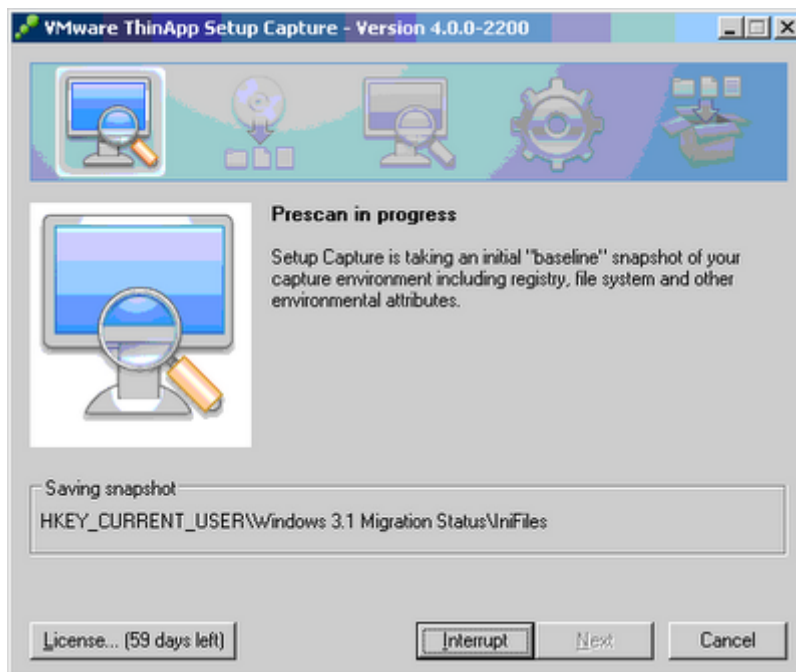 VMware ThinApp Setup Capture - Version 4.0.0-2200
Prescan in progress
Setup Capture is taking an initial "baseline" snapshot of your
capture environment including registry, file system and other
environmental attributes.
Saving snapshot
HKEY_CURRENT_USER\Windows 3.1 Migration Status\IniFiles
License... (59 days left)
Interrupt
Next
Cancel